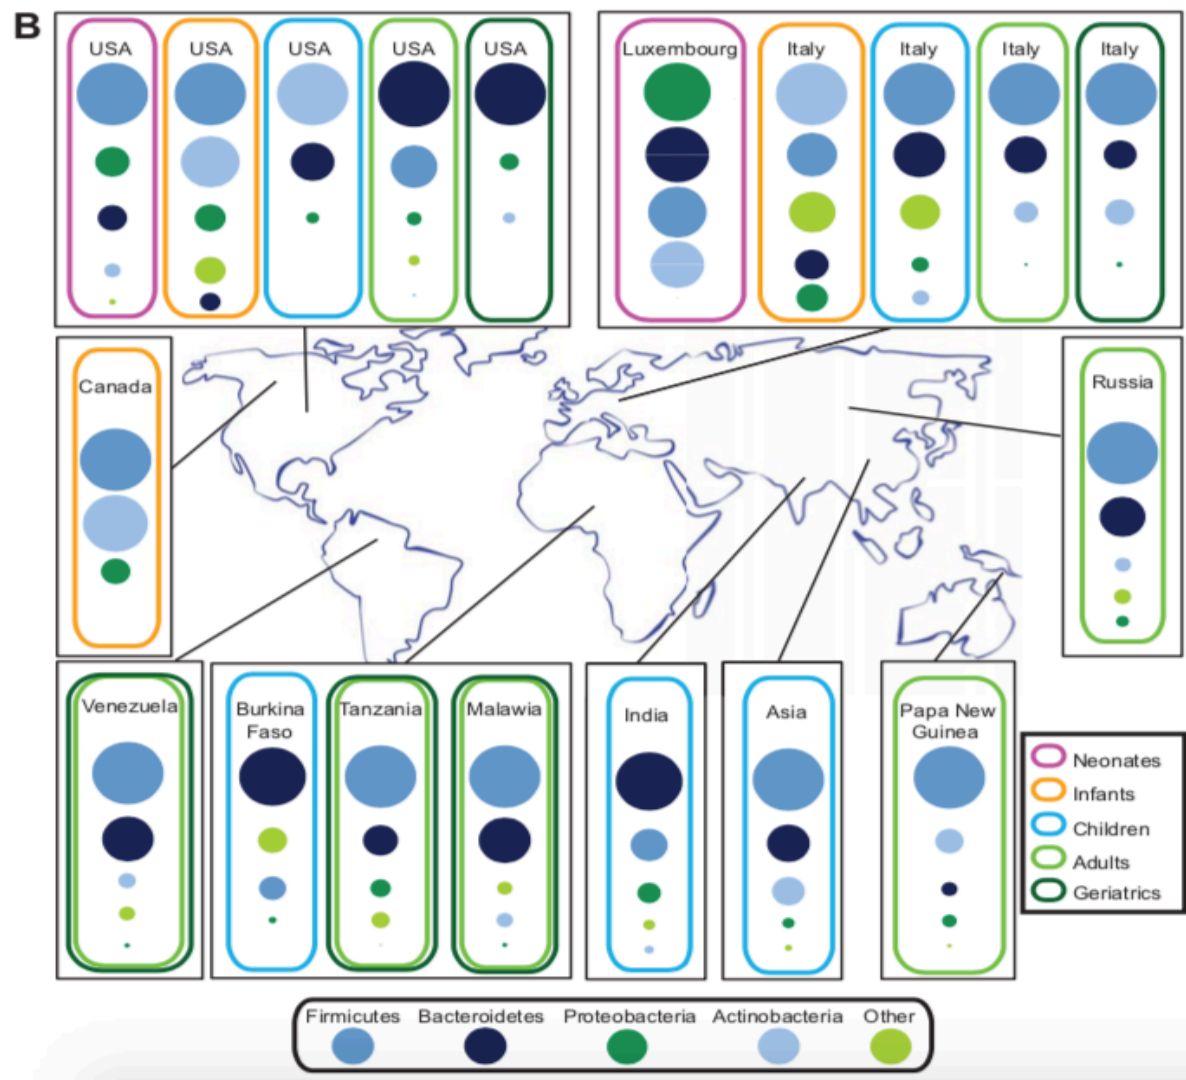 B
USA
USA
USA
USA
USA
Luxembourg
Italy
Italy
Italy
Italy
Canada
Russia
Venezuela
Burkina
Faso
Tanzania
Malawia
India
Asia
Papa New
Guinea
Neonates
Infants
Children
Adults
Geriatrics
Firmicutes
Bacteroidetes
Proteobacteria
Actinobacteria
Other